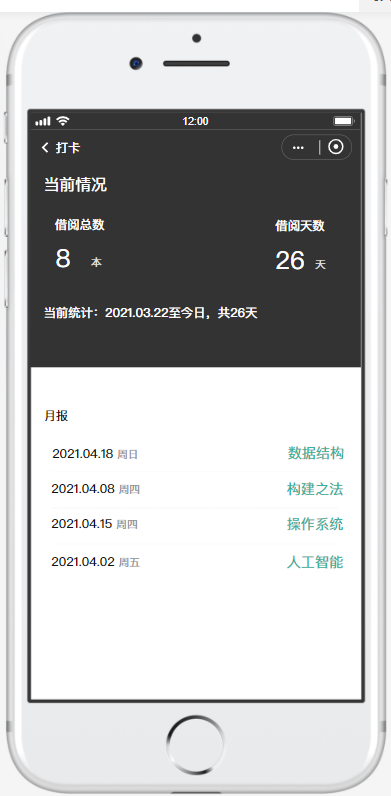 12:00
打卡
当前情况
借阅总数 借阅天数
8 本 26 天
当前统计：2021.03.22至今日，共26天
月报
2021.04.18 周日 数据结构
2021.04.08 周四 构建之法
2021.04.15 周四 操作系统
2021.04.02 周五 人工智能